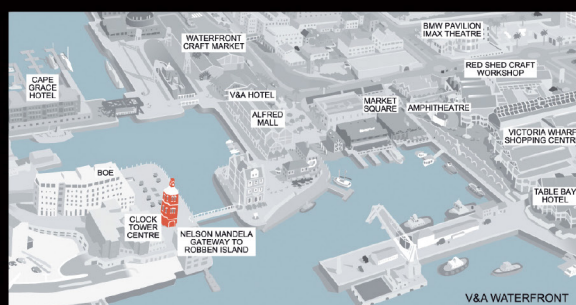 BMW PAVILION
IMAX THEATRE
WATERFRONT
CRAFT MARKET
RED SHED CRAFT
WORKSHOP
CAPE
GRACE
HOTEL
V&A HOTEL
ALFRED
MALL
MARKET
SQUARE
AMPHITHEATRE
VICTORIA WHARF
SHOPPING CENTRE
BOE
TABLE BAY
HOTEL
CLOCK
TOWER
CENTRE
NELSON MANDELA
GATEWAY TO
ROBBEN ISLAND
V&A WATERFRONT